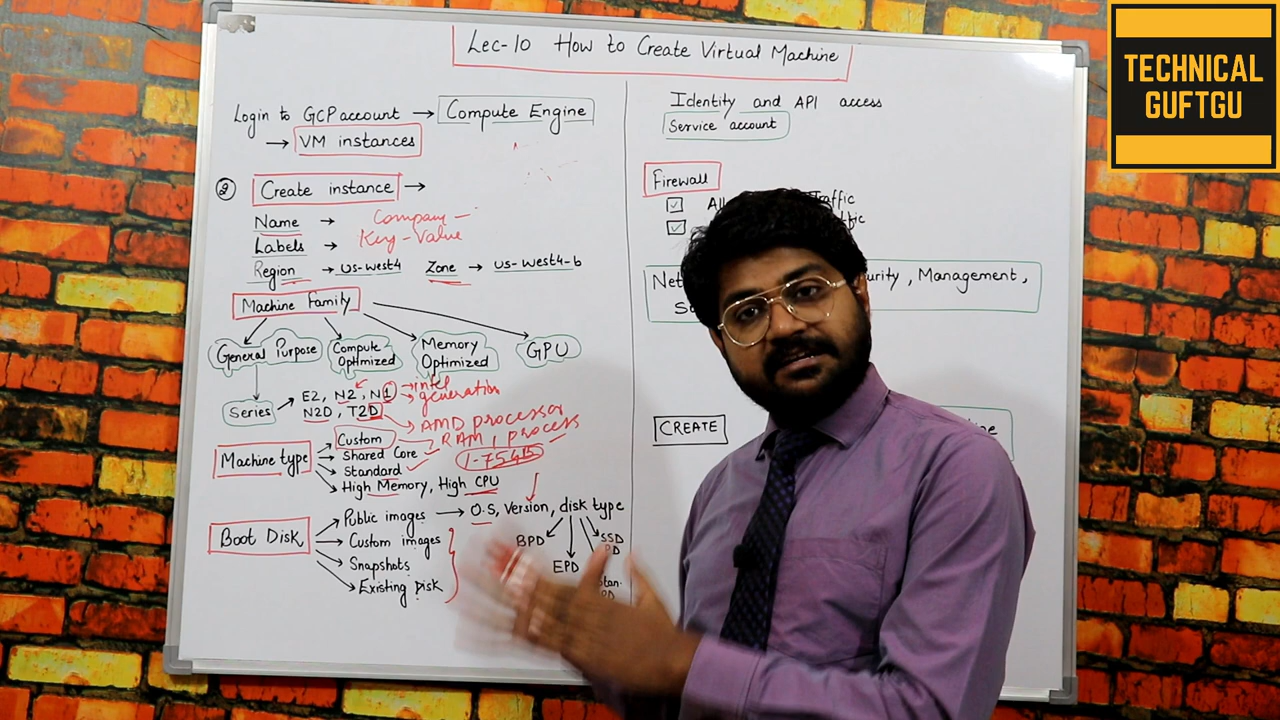 Lec-10 How to Create Virtual Machine
TECHNICAL
GUFTGU
Login to GCP account → Compute Engine
→ VM instances
② Create instance →
Name → Company -
Labels → Key-Value
Region → US-west4 Zone → US-west4-b
Machine Family
General Purpose Compute Optimized Memory Optimized GPU
Series → E2, N2, N1 → intel
→ generation
N2D, T2D → AMD processor
Machine type
Custom RAM, process
Shared Core
Standard
High Memory, High CPU
Boot Disk
Public images → O.S, Version, disk type
Custom images
Snapshots
Existing Disk
BPD
EPD
SSD
PD
Identity and API access
Service account
Firewall
Traffic
, Management,
CREATE